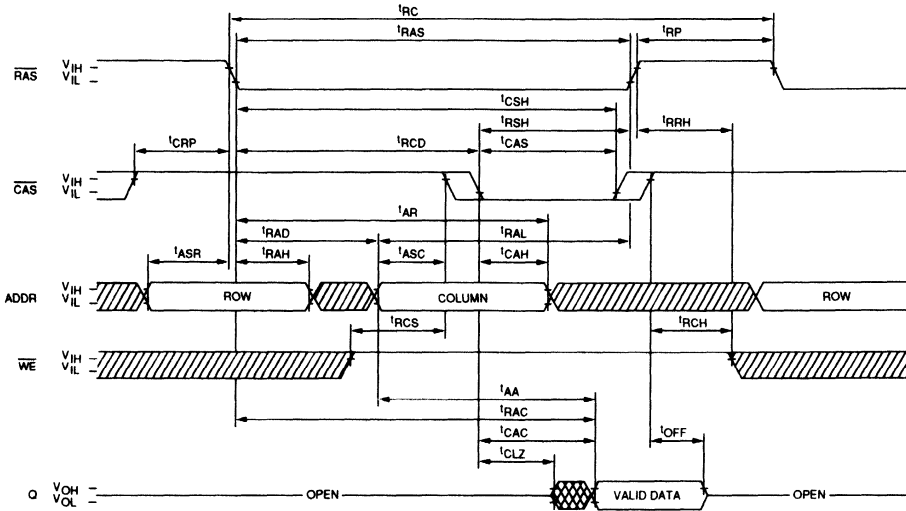 tRC
tRAS
tRP
RAS
VIH
VIL
tCSH
tRSH
tRRH
tCRP
tRCD
tCAS
CAS
VIH
VIL
tAR
tRAD
tRAL
tASR
tRAH
tASC
tCAH
ADDR
VIH
VIL
ROW
COLUMN
ROW
tRCS
tRCH
WE
VIH
VIL
tAA
tRAC
tCAC
tOFF
tCLZ
Q
VOH
VOL
OPEN
VALID DATA
OPEN